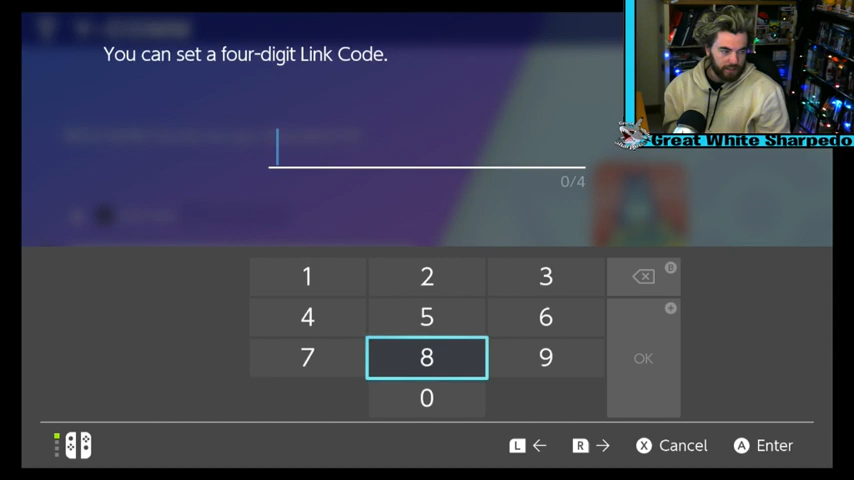 You can set a four-digit Link Code.
Great White Sharpedo
0/4
1 2 3 B
4 5 6 +
7 8 9 OK
0
L ← R → X Cancel A Enter